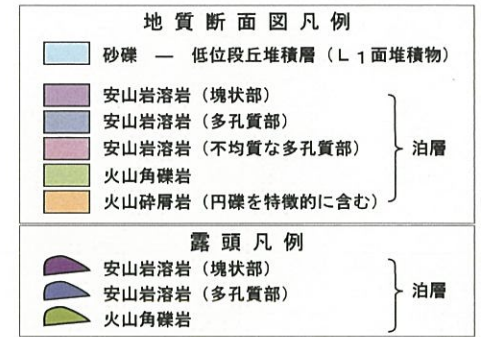 地質断面図凡例
砂礫 ― 低位段丘堆積層（L1面堆積物）
安山岩溶岩（塊状部）
安山岩溶岩（多孔質部）
安山岩溶岩（不均質な多孔質部）
泊層
火山角礫岩
火山砕屑岩（円礫を特徴的に含む）
露頭凡例
安山岩溶岩（塊状部）
安山岩溶岩（多孔質部）
泊層
火山角礫岩